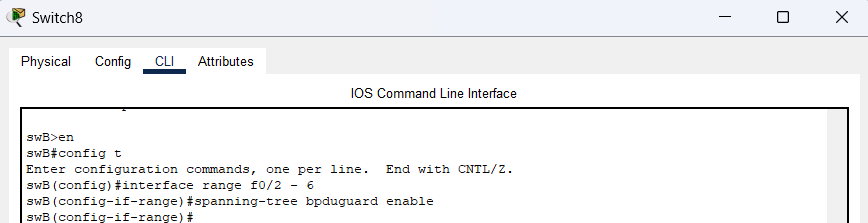 Switch8
Physical Config CLI Attributes
IOS Command Line Interface
swB>en
swB#config t
Enter configuration commands, one per line.  End with CNTL/Z.
swB(config)#interface range f0/2 - 6
swB(config-if-range)#spanning-tree bpduguard enable
swB(config-if-range)#